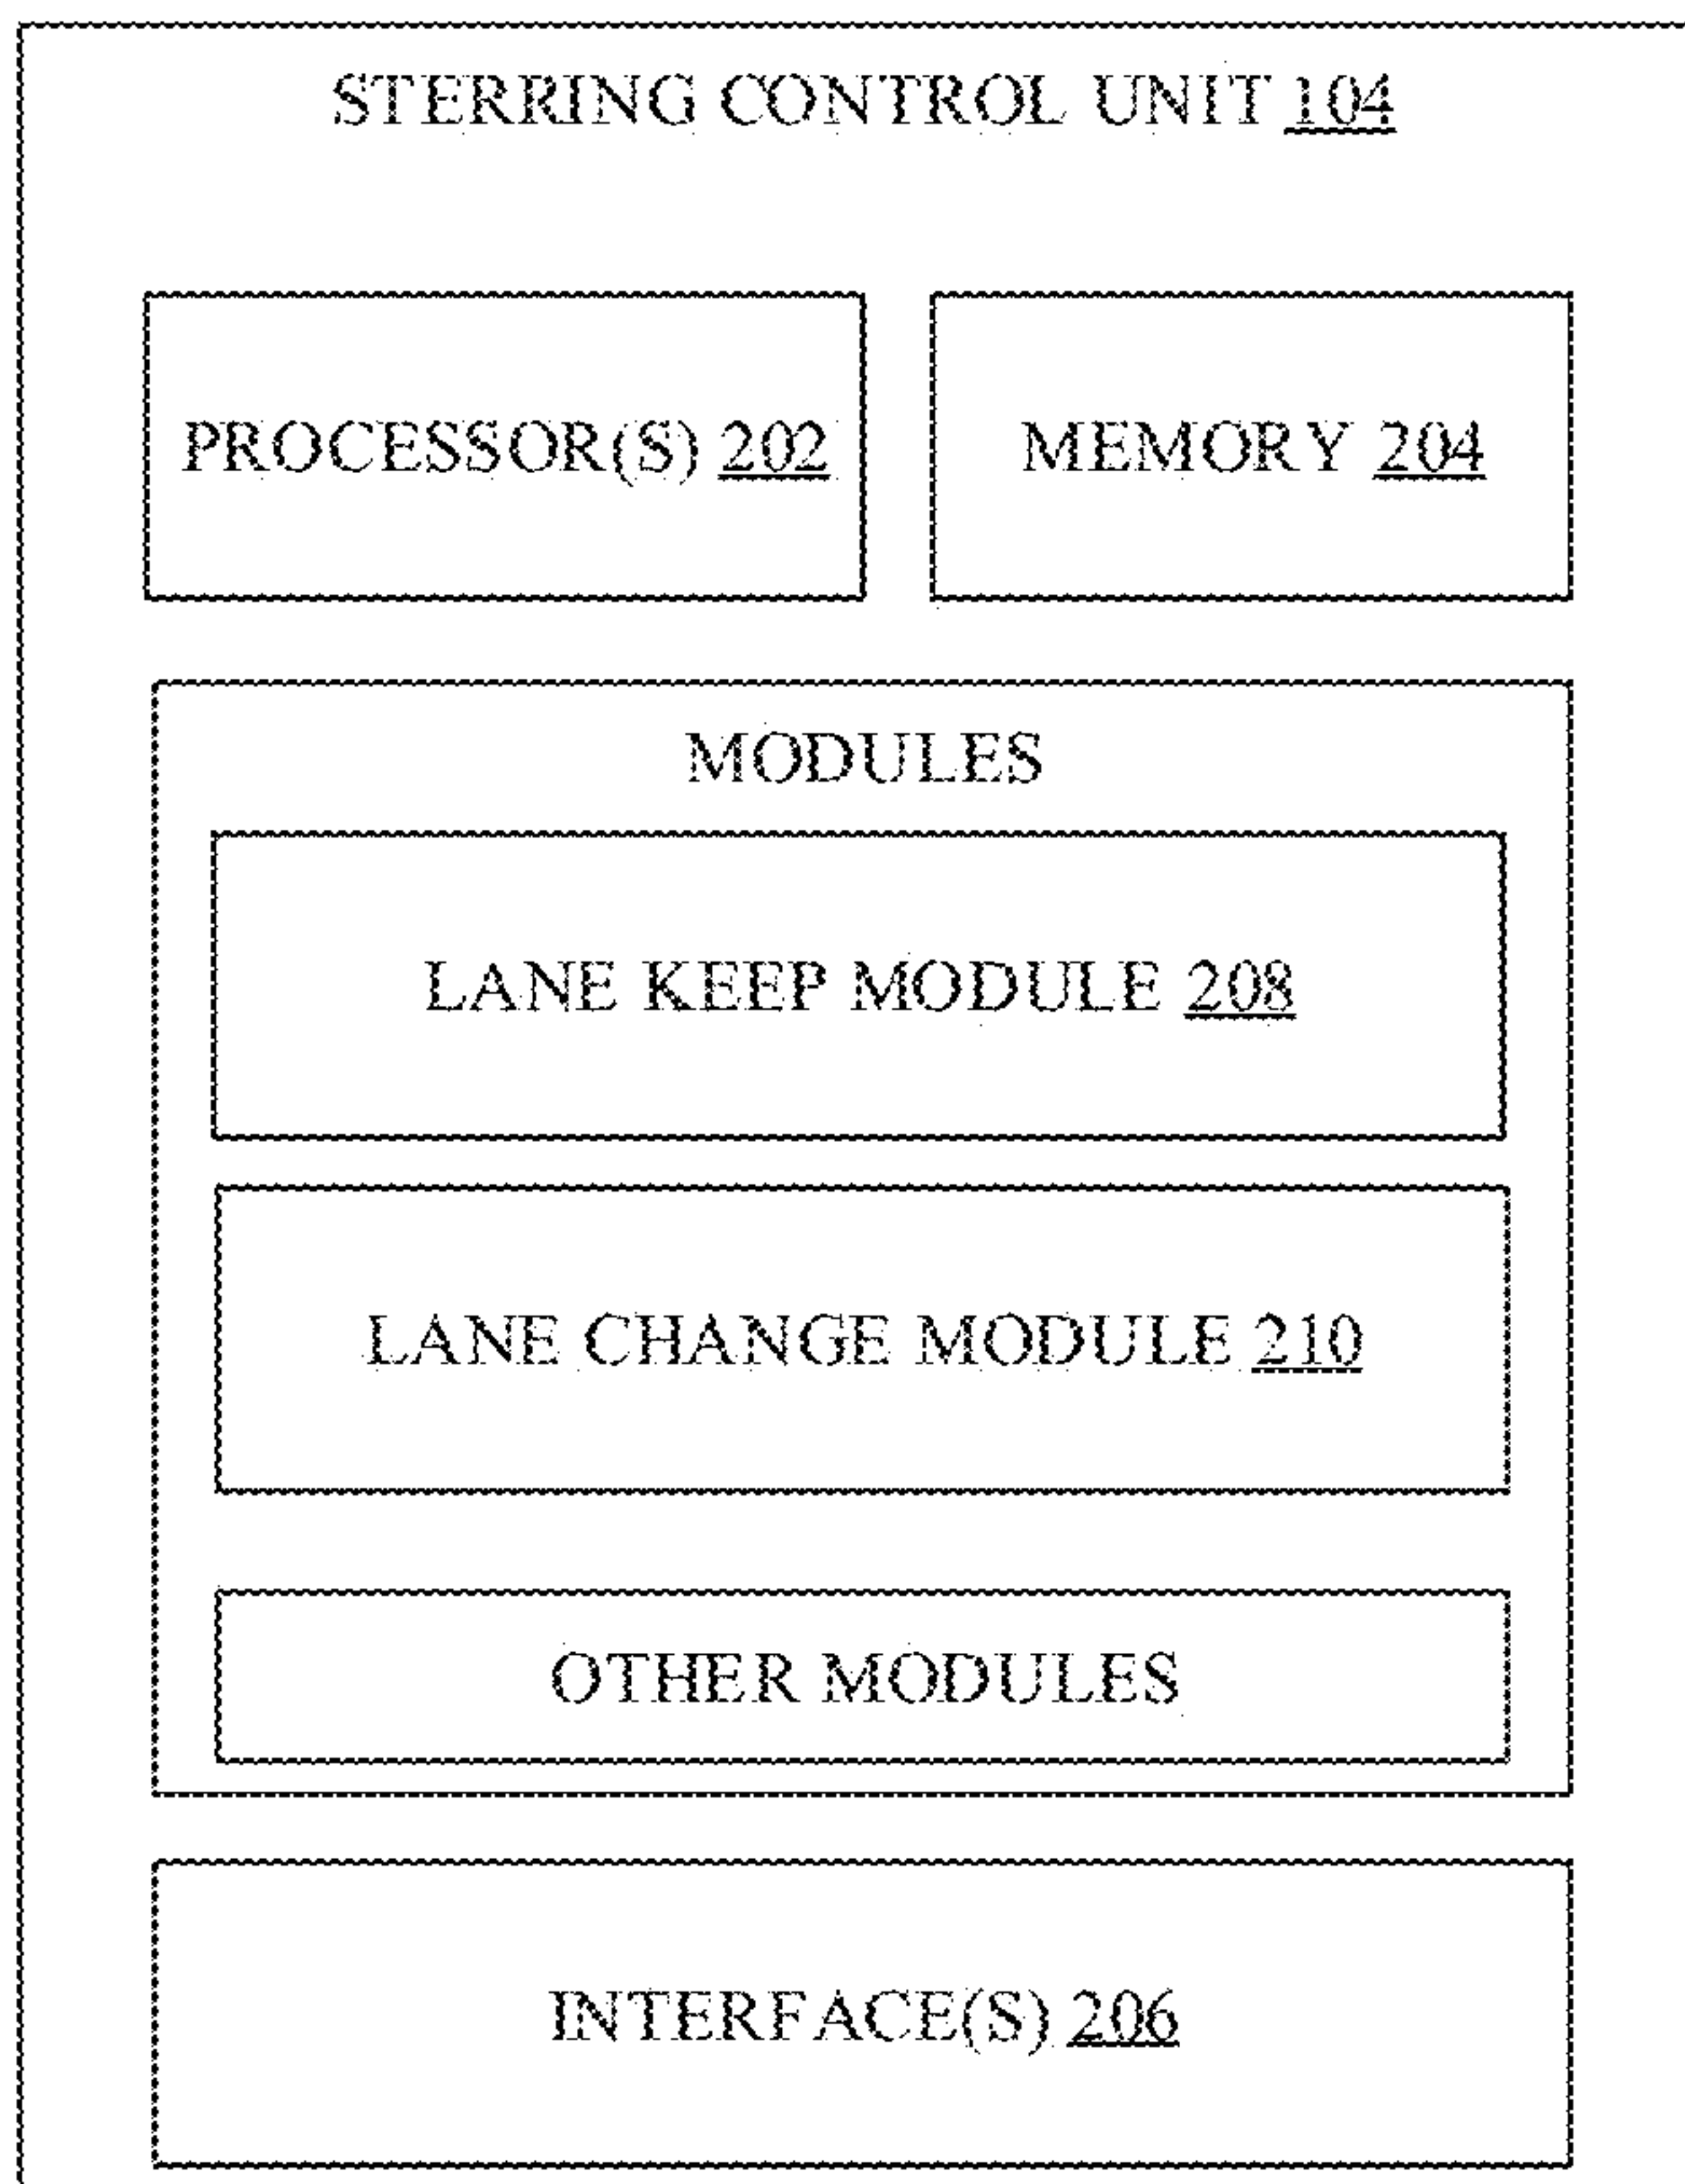 STERRING CONTROL UNIT 104
PROCESSOR(S) 202
MEMORY 204
MODULES
LANE KEEP MODULE 208
LANE CHANGE MODULE 210
OTHER MODULES
INTERFACE(S) 206